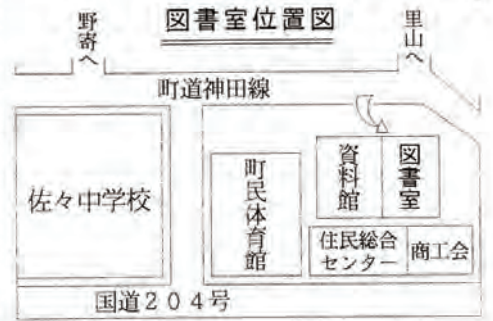 図書室位置図
野寄へ
里山へ
町道神田線
佐々中学校
町民体育館
資料館
図書室
住民総合
センター
商工会
国道204号